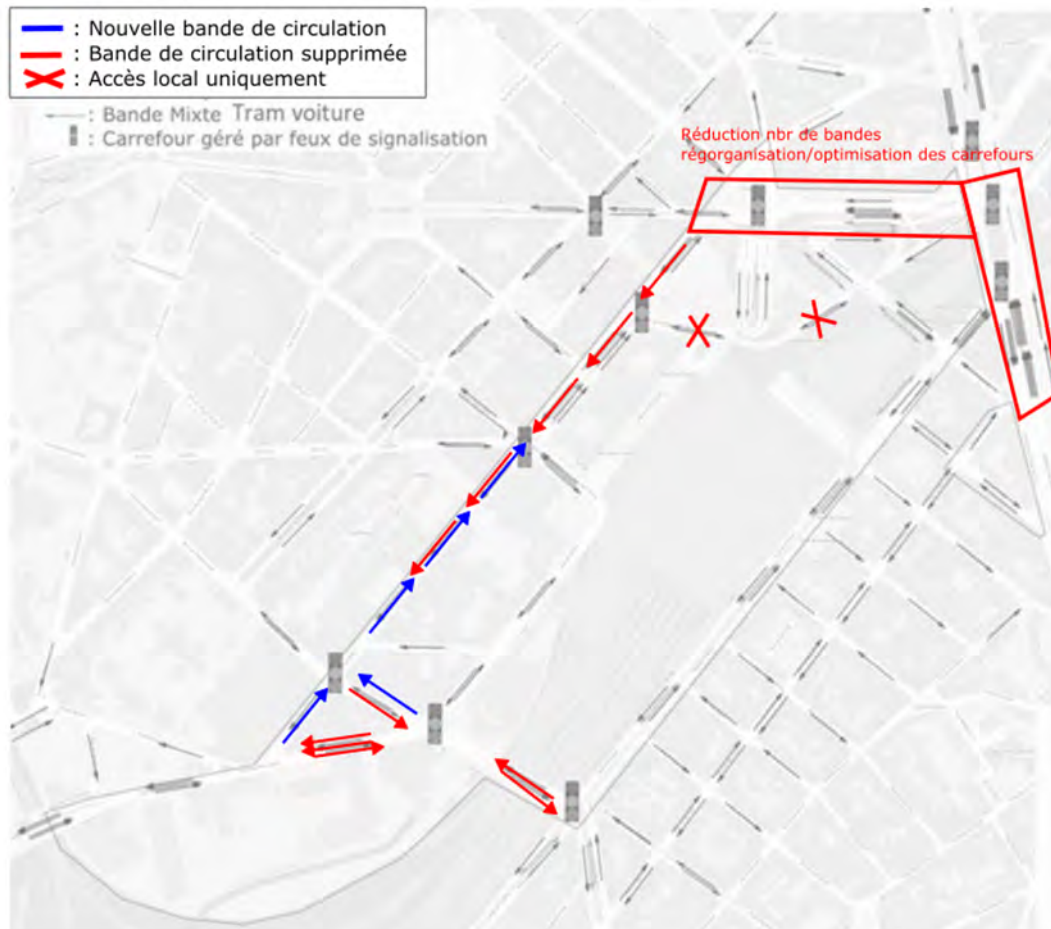 : Nouvelle bande de circulation
: Bande de circulation supprimée
: Accès local uniquement
: Bande Mixte Tram voiture
: Carrefour géré par feux de signalisation
Réduction nbr de bandes
régorganisation/optimisation des carrefours